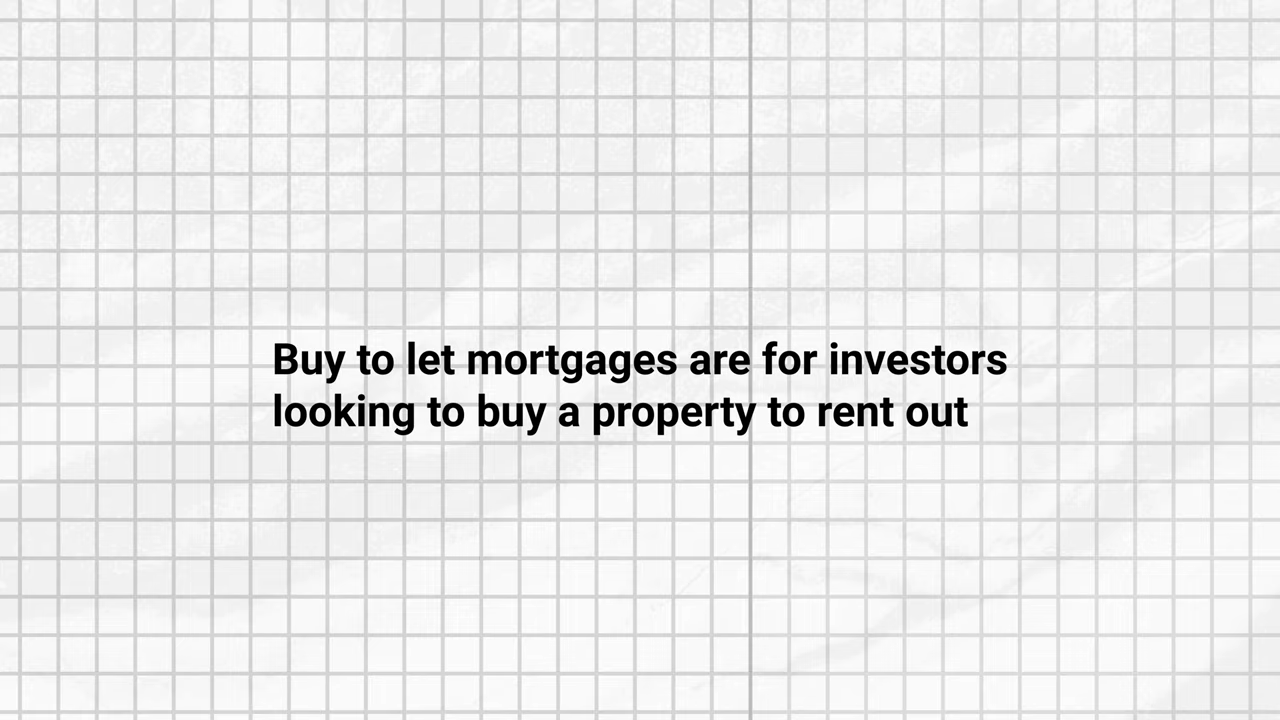 Buy to let mortgages are for investors
looking to buy a property to rent out